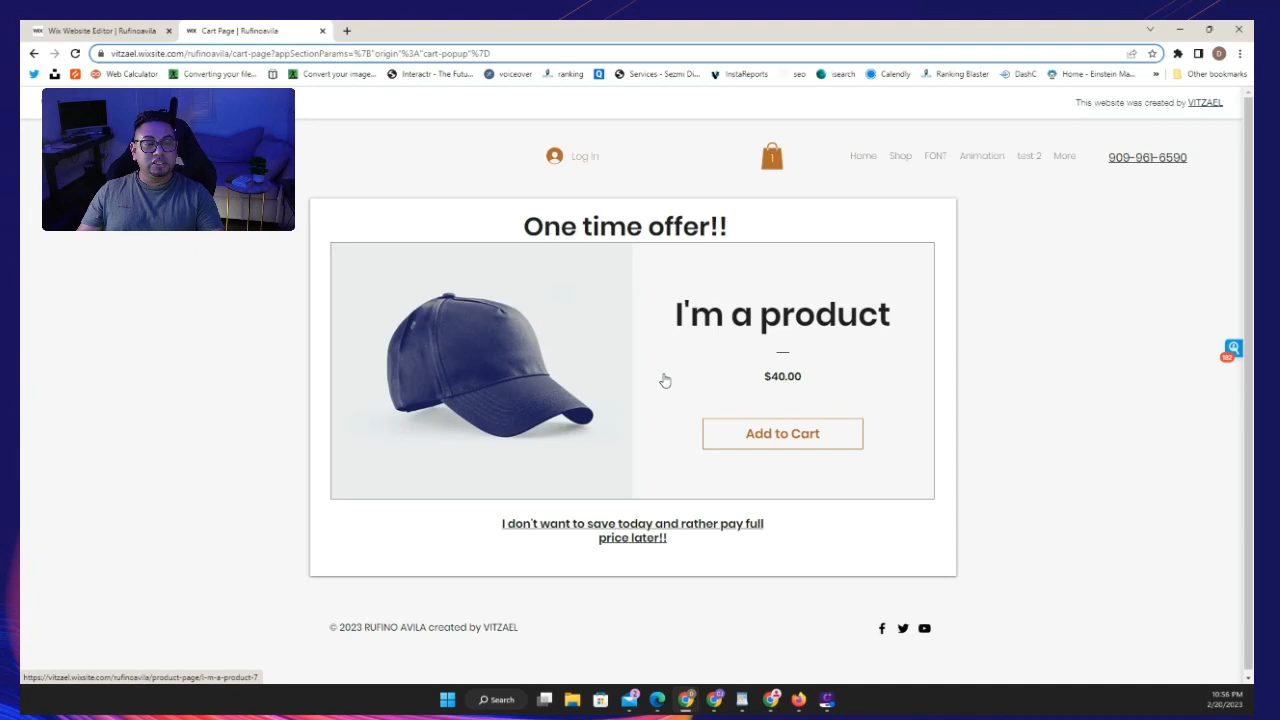 Wix Website Editor | Rufinoavila
Cart Page | Rufinoavila
vitzael.wixsite.com/rufinoavila/cart-page?appSectionParams=%7B"origin"%3A"cart-popup"%7D
Web Calculator
Converting your file...
Convert your image...
Interactr - The Futu...
voiceover
ranking
Services - Sezmi Di...
InstaReports
seo
isearch
Calendly
Ranking Blaster
DashC
Home - Einstein Ma...
Other bookmarks
This website was created by VITZAEL
Log In
1
Home Shop FONT Animation test 2 More
909-961-6590
One time offer!!
I'm a product
$40.00
Add to Cart
I don't want to save today and rather pay full
price later!!
182
© 2023 RUFINO AVILA created by VITZAEL
https://vitzael.wixsite.com/rufinoavila/product-page/i-m-a-product-7
Search
10:56 PM
2/20/2023